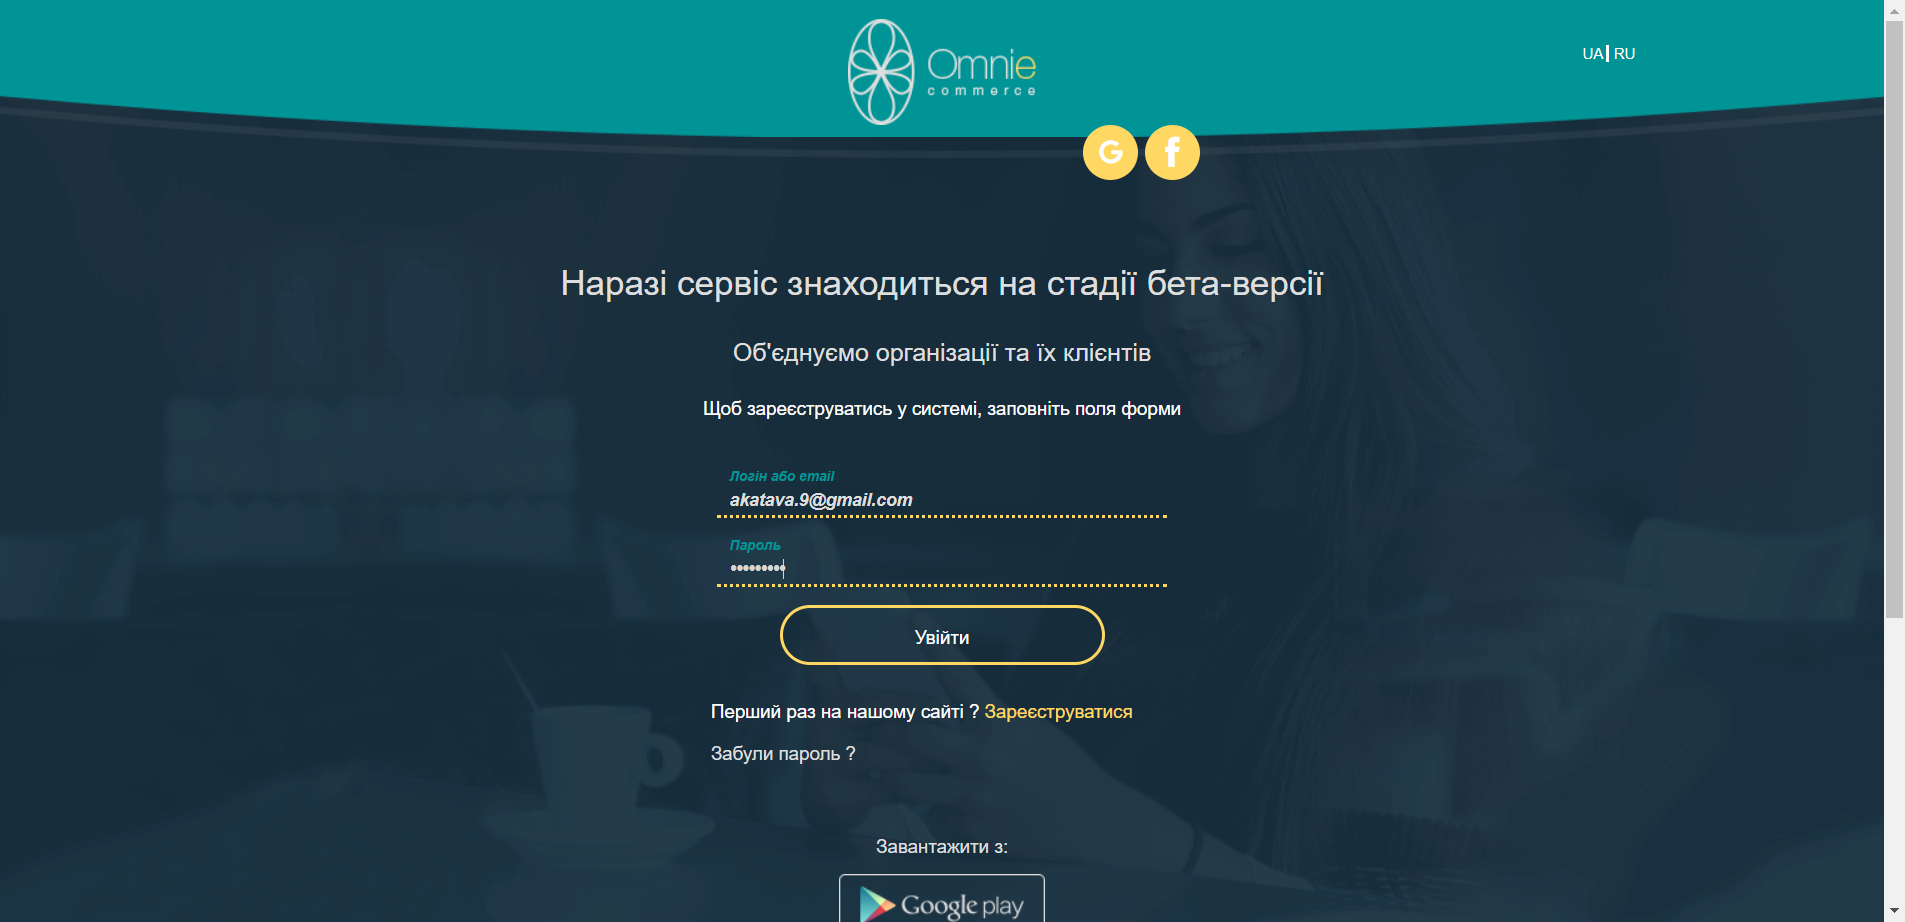 Omnie
commerce
UA RU
G f
Наразі сервіс знаходиться на стадії бета-версії
Об'єднуємо організації та їх клієнтів
Щоб зареєструватись у системі, заповніть поля форми
Логін або email
akatava.9@gmail.com
Пароль
•••••••••
Увійти
Перший раз на нашому сайті ? Зареєструватися
Забули пароль ?
Завантажити з:
Google play